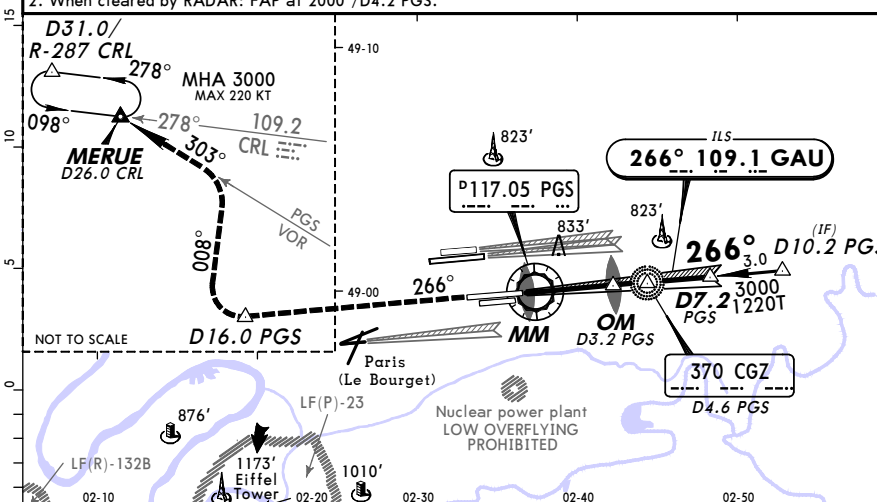 2. When cleared by RADAR: FAP at 2000'/D4.2 PGS.
15
D31.0/
R-287 CRL
278°
MHA 3000
MAX 220 KT
49-10
098°
278°
109.2
CRL
10
303°
MERUE
D26.0 CRL
823'
ILS
266° 109.1 GAU
D117.05 PGS
PGS
VOR
008°
833'
823'
266°
(IF)
D10.2 PGS
3.0
5
266°
49-00
D7.2
PGS
3000
1220T
NOT TO SCALE
D16.0 PGS
MM
OM
D3.2 PGS
Paris
(Le Bourget)
370 CGZ
D4.6 PGS
0
LF(P)-23
Nuclear power plant
LOW OVERFLYING
PROHIBITED
876'
LF(R)-132B
1173'
Eiffel
Tower
1010'
02-10
02-20
02-30
02-40
02-50